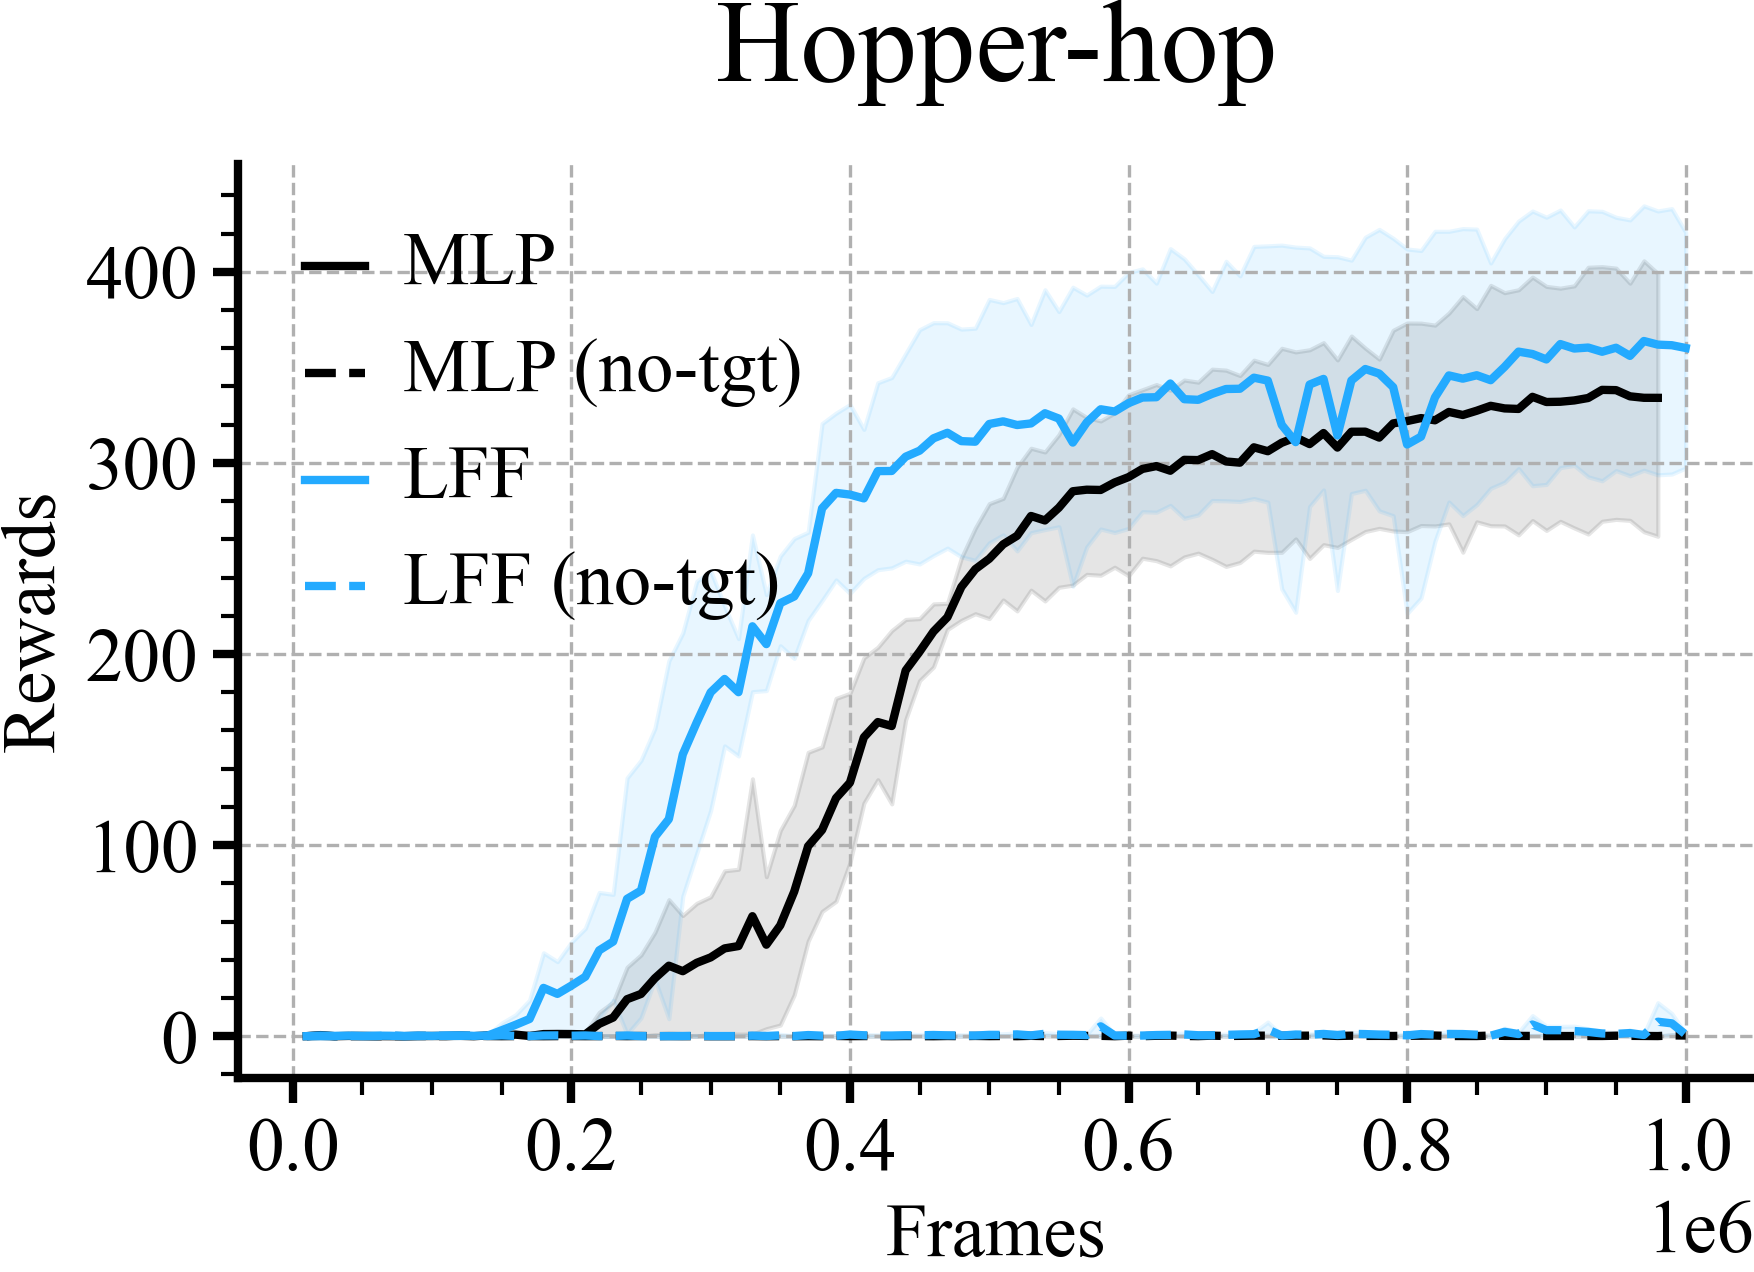 Hopper-hop
MLP
MLP (no-tgt)
LFF
LFF (no-tgt)
Rewards
400
300
200
100
0
0.0 0.2 0.4 0.6 0.8 1.0
1e6
Frames